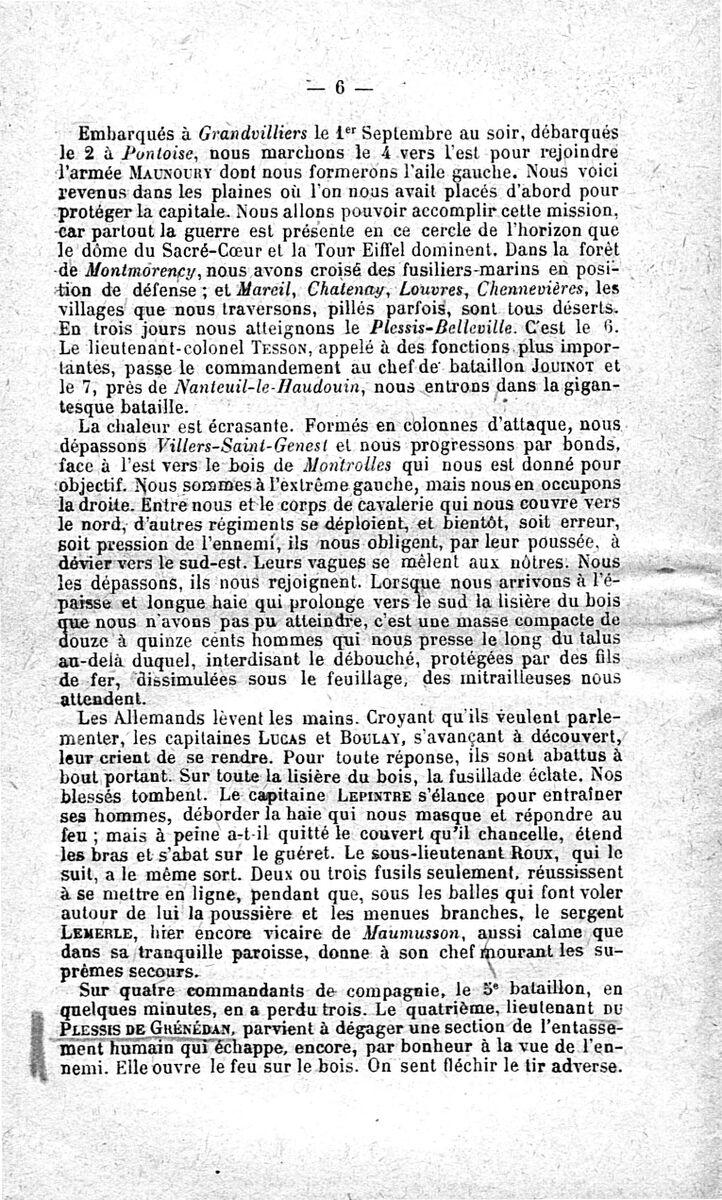 — 6 —
Embarqués à Grandvilliers le 1er Septembre au soir, débarqués
le 2 à Pontoise, nous marchons le 4 vers l'est pour rejoindre
l'armée MAUNOURY dont nous formerons l'aile gauche. Nous voici
revenus dans les plaines où l'on nous avait placés d'abord pour
protéger la capitale. Nous allons pouvoir accomplir cette mission,
car partout la guerre est présente en ce cercle de l'horizon que
le dôme du Sacré-Cœur et la Tour Eiffel dominent. Dans la forêt
de Montmorency, nous avons croisé des fusiliers-marins en posi-
tion de défense ; et Mareil, Chatenay, Louvres, Chennevières, les
villages que nous traversons, pillés parfois, sont tous déserts.
En trois jours nous atteignons le Plessis-Belleville. C'est le 6.
Le lieutenant-colonel TESSON, appelé à des fonctions plus impor-
tantes, passe le commandement au chef de bataillon JOUINOT et
le 7, près de Nanteuil-le-Haudouin, nous entrons dans la gigan-
tesque bataille.
La chaleur est écrasante. Formés en colonnes d'attaque, nous
dépassons Villers-Saint-Genest et nous progressons par bonds,
face à l'est vers le bois de Montrolles qui nous est donné pour
objectif. Nous sommes à l'extrême gauche, mais nous en occupons
la droite. Entre nous et le corps de cavalerie qui nous couvre vers
le nord, d'autres régiments se déploient, et bientôt, soit erreur,
soit pression de l'ennemi, ils nous obligent, par leur poussée, à
dévier vers le sud-est. Leurs vagues se mêlent aux nôtres. Nous
les dépassons, ils nous rejoignent. Lorsque nous arrivons à l'é-
paisse et longue haie qui prolonge vers le sud la lisière du bois
que nous n'avons pas pu atteindre, c'est une masse compacte de
douze à quinze cents hommes qui nous presse le long du talus
au-delà duquel, interdisant le débouché, protégées par des fils
de fer, dissimulées sous le feuillage, des mitrailleuses nous
attendent.
Les Allemands lèvent les mains. Croyant qu'ils veulent parle-
menter, les capitaines LUCAS et BOULAY, s'avançant à découvert,
leur crient de se rendre. Pour toute réponse, ils sont abattus à
bout portant. Sur toute la lisière du bois, la fusillade éclate. Nos
blessés tombent. Le capitaine LEPINTRE s'élance pour entraîner
ses hommes, déborder la haie qui nous masque et répondre au
feu ; mais à peine a-t-il quitté le couvert qu'il chancelle, étend
les bras et s'abat sur le guéret. Le sous-lieutenant ROUX, qui le
suit, a le même sort. Deux ou trois fusils seulement, réussissent
à se mettre en ligne, pendant que, sous les balles qui font voler
autour de lui la poussière et les menues branches, le sergent
LEMERLE, hier encore vicaire de Maumusson, aussi calme que
dans sa tranquille paroisse, donne à son chef mourant les su-
prêmes secours.
Sur quatre commandants de compagnie, le 5e bataillon, en
quelques minutes, en a perdu trois. Le quatrième, lieutenant DU
PLESSIS DE GRÉNÉDAN, parvient à dégager une section de l'entasse-
ment humain qui échappe, encore, par bonheur à la vue de l'en-
nemi. Elle ouvre le feu sur le bois. On sent fléchir le tir adverse.